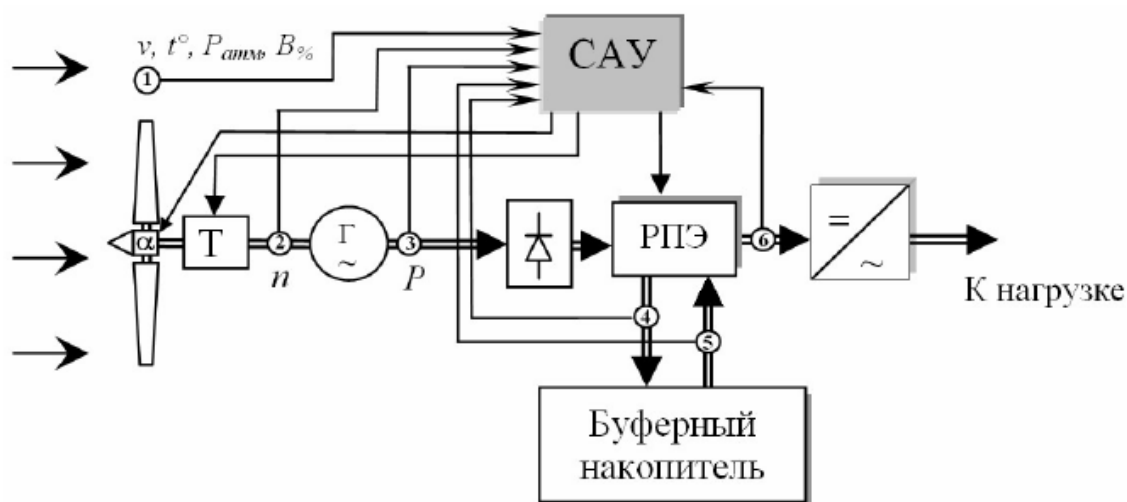 v, t°, Pатм, B%
САУ
1
α
Т
2
Г
~
3
РПЭ
6
=
~
n
P
К нагрузке
4
5
Буферный
накопитель